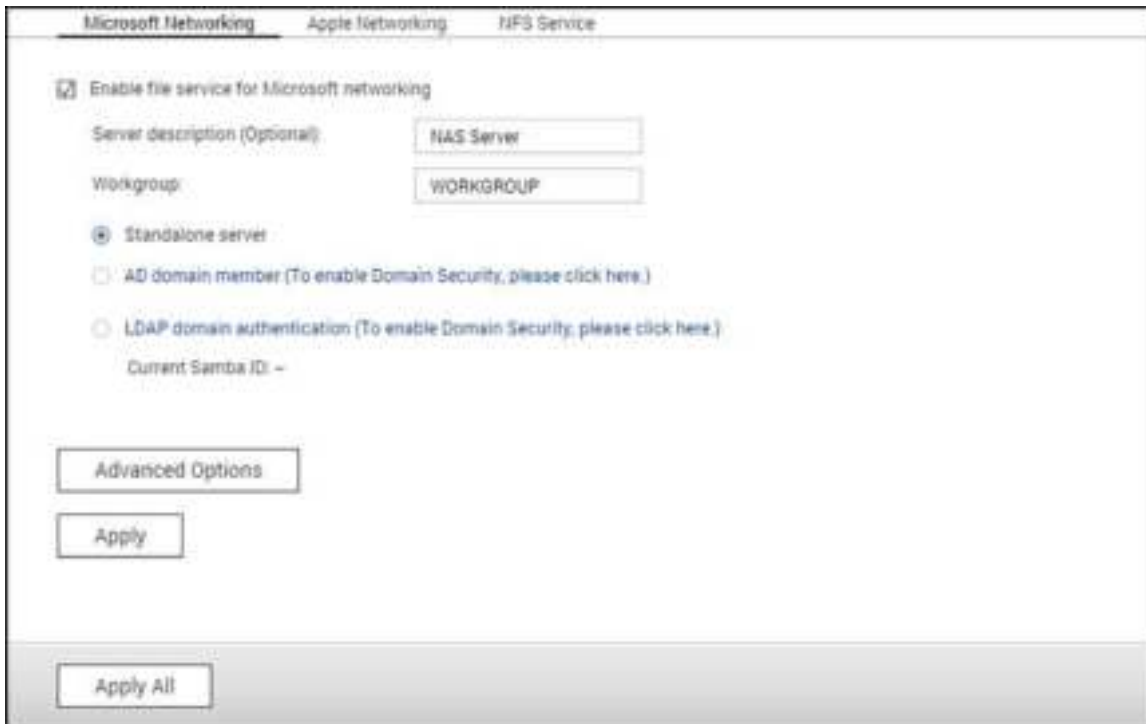 Microsoft Networking Apple Networking NFS Service
Enable file service for Microsoft networking
Server description (Optional): NAS Server
Workgroup: WORKGROUP
Standalone server
AD domain member (To enable Domain Security, please click here.)
LDAP domain authentication (To enable Domain Security, please click here.)
Current Samba ID: --
Advanced Options
Apply
Apply All